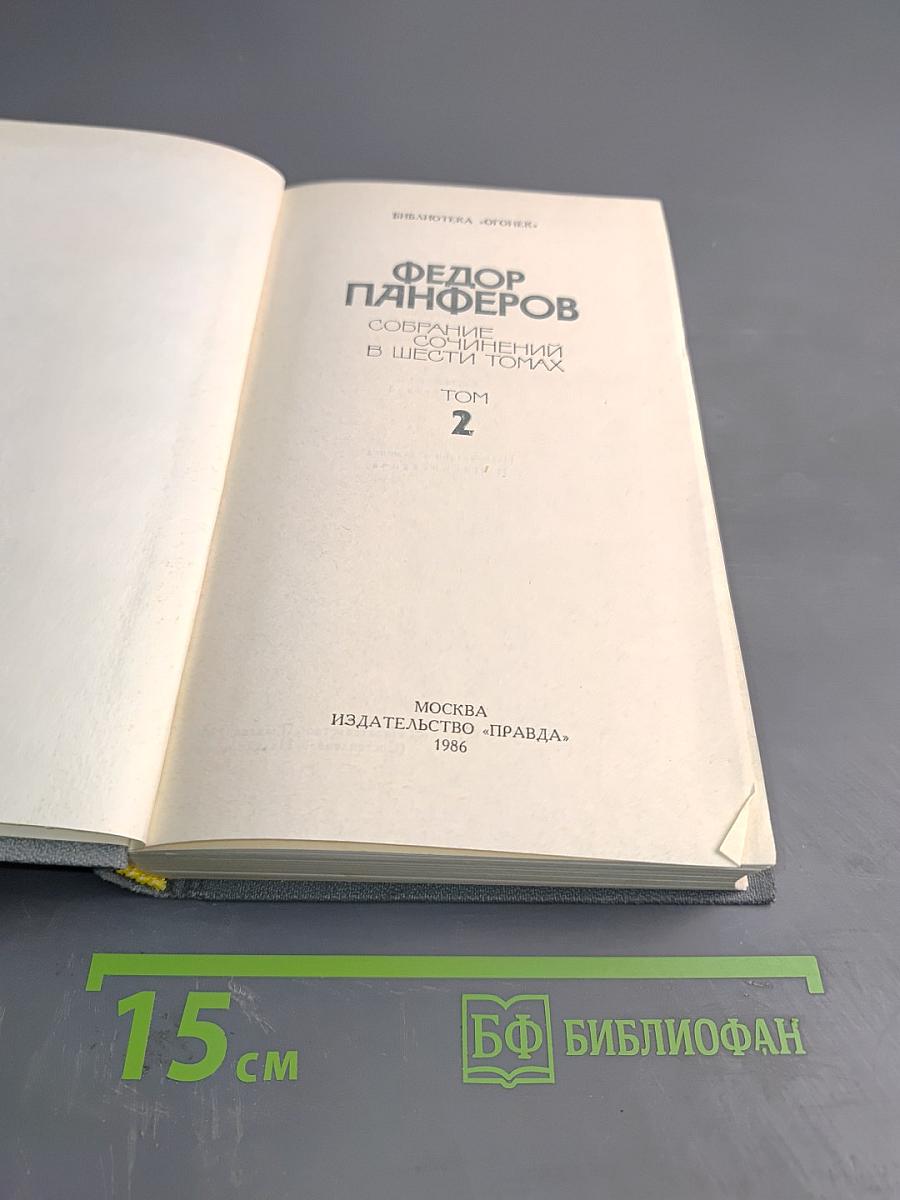 БИБЛИОТЕКА «ОГОНЕК»
ФЕДОР
ПАНФЕРОВ
СОБРАНИЕ
СОЧИНЕНИЙ
В ШЕСТИ ТОМАХ
ТОМ
2
МОСКВА
ИЗДАТЕЛЬСТВО «ПРАВДА»
1986
15 см
БФ БИБЛИОФАН